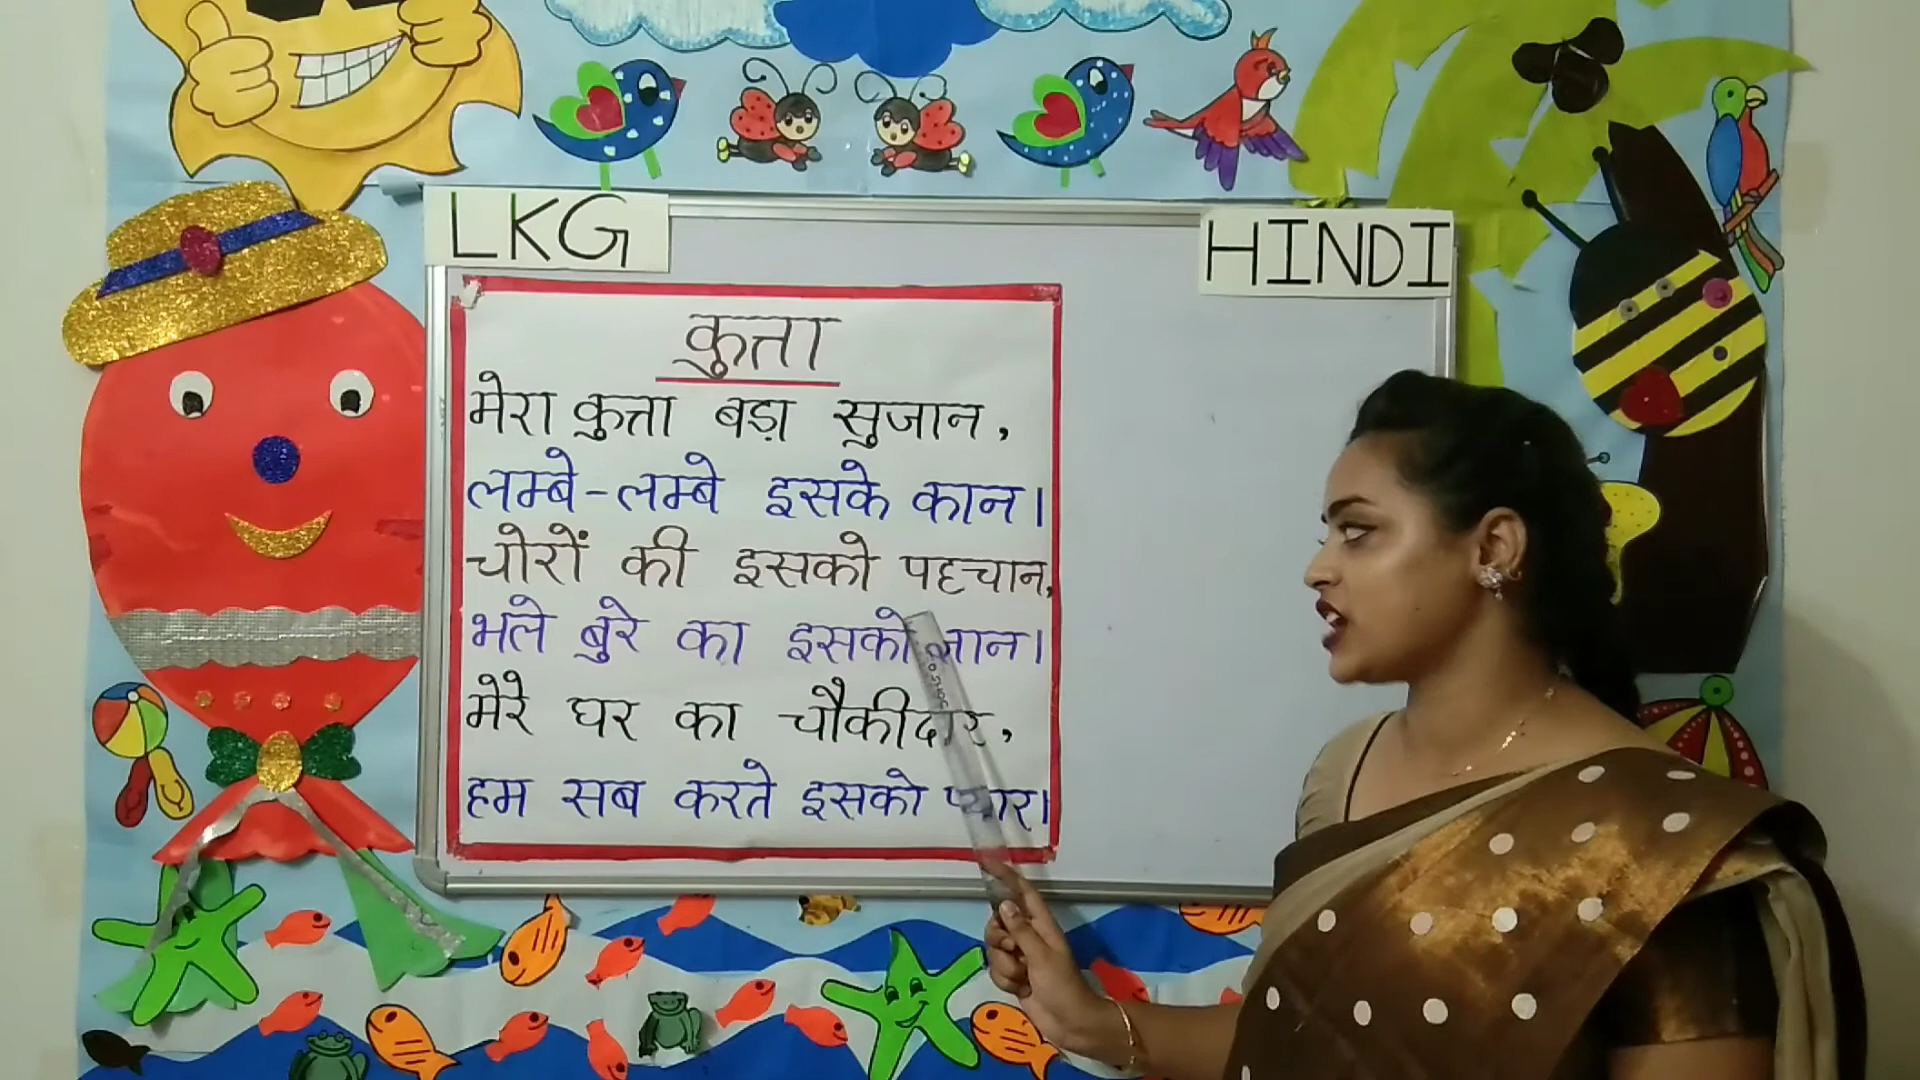 LKG
HINDI
कुत्ता
मेरा कुत्ता बड़ा सुजान,
लम्बे-लम्बे इसके कान।
चोरों की इसको पहचान,
भले बुरे का इसको ज्ञान।
मेरे घर का चौकीदार,
हम सब करते इसको प्यार।